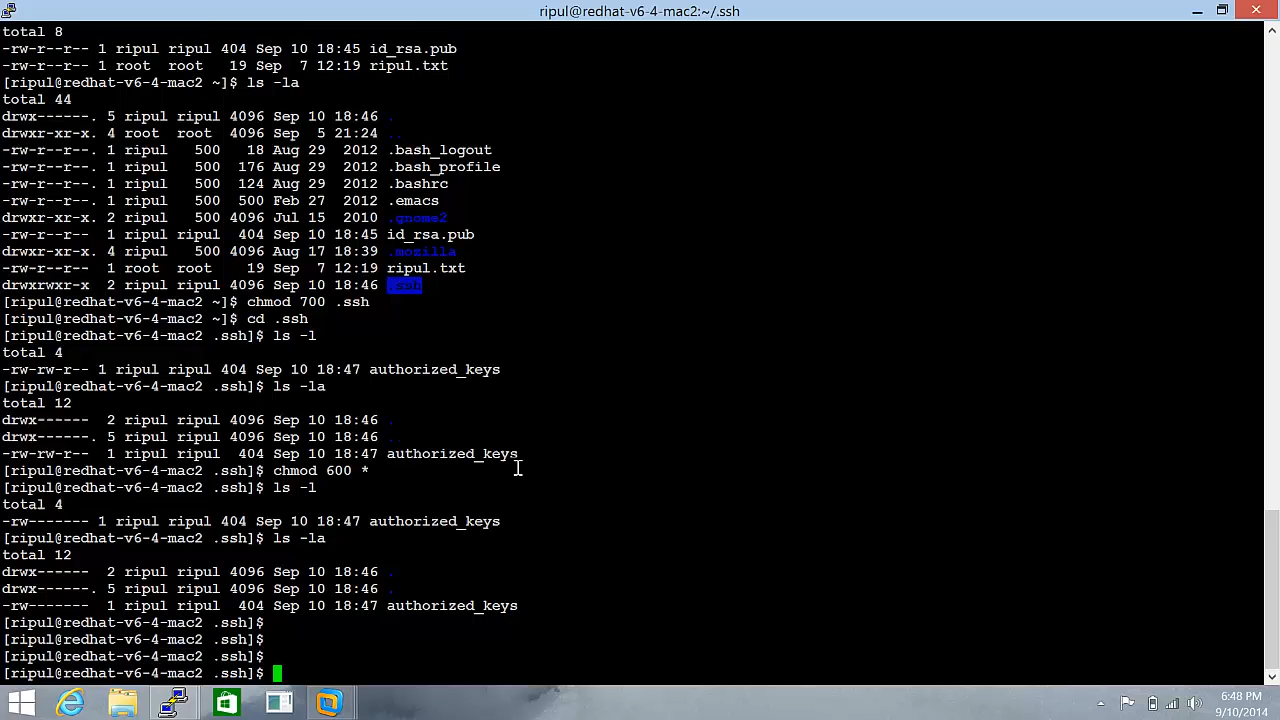 ripul@redhat-v6-4-mac2:~/.ssh
total 8
-rw-r--r-- 1 ripul ripul 404 Sep 10 18:45 id_rsa.pub
-rw-r--r-- 1 root  root   19 Sep  7 12:19 ripul.txt
[ripul@redhat-v6-4-mac2 ~]$ ls -la
total 44
drwx------. 5 ripul ripul 4096 Sep 10 18:46 .
drwxr-xr-x. 4 root  root  4096 Sep  5 21:24 ..
-rw-r--r--. 1 ripul   500   18 Aug 29  2012 .bash_logout
-rw-r--r--. 1 ripul   500  176 Aug 29  2012 .bash_profile
-rw-r--r--. 1 ripul   500  124 Aug 29  2012 .bashrc
-rw-r--r--. 1 ripul   500  500 Feb 27  2012 .emacs
drwxr-xr-x. 2 ripul   500 4096 Jul 15  2010 .gnome2
-rw-r--r--  1 ripul ripul  404 Sep 10 18:45 id_rsa.pub
drwxr-xr-x. 4 ripul   500 4096 Aug 17 18:39 .mozilla
-rw-r--r--  1 root  root    19 Sep  7 12:19 ripul.txt
drwxrwxr-x  2 ripul ripul 4096 Sep 10 18:46 .ssh
[ripul@redhat-v6-4-mac2 ~]$ chmod 700 .ssh
[ripul@redhat-v6-4-mac2 ~]$ cd .ssh
[ripul@redhat-v6-4-mac2 .ssh]$ ls -l
total 4
-rw-rw-r-- 1 ripul ripul 404 Sep 10 18:47 authorized_keys
[ripul@redhat-v6-4-mac2 .ssh]$ ls -la
total 12
drwx------  2 ripul ripul 4096 Sep 10 18:46 .
drwx------. 5 ripul ripul 4096 Sep 10 18:46 ..
-rw-rw-r--  1 ripul ripul  404 Sep 10 18:47 authorized_keys
[ripul@redhat-v6-4-mac2 .ssh]$ chmod 600 *
[ripul@redhat-v6-4-mac2 .ssh]$ ls -l
total 4
-rw------- 1 ripul ripul 404 Sep 10 18:47 authorized_keys
[ripul@redhat-v6-4-mac2 .ssh]$ ls -la
total 12
drwx------  2 ripul ripul 4096 Sep 10 18:46 .
drwx------. 5 ripul ripul 4096 Sep 10 18:46 .
-rw-------  1 ripul ripul  404 Sep 10 18:47 authorized_keys
[ripul@redhat-v6-4-mac2 .ssh]$
[ripul@redhat-v6-4-mac2 .ssh]$
[ripul@redhat-v6-4-mac2 .ssh]$
[ripul@redhat-v6-4-mac2 .ssh]$
6:48 PM
9/10/2014